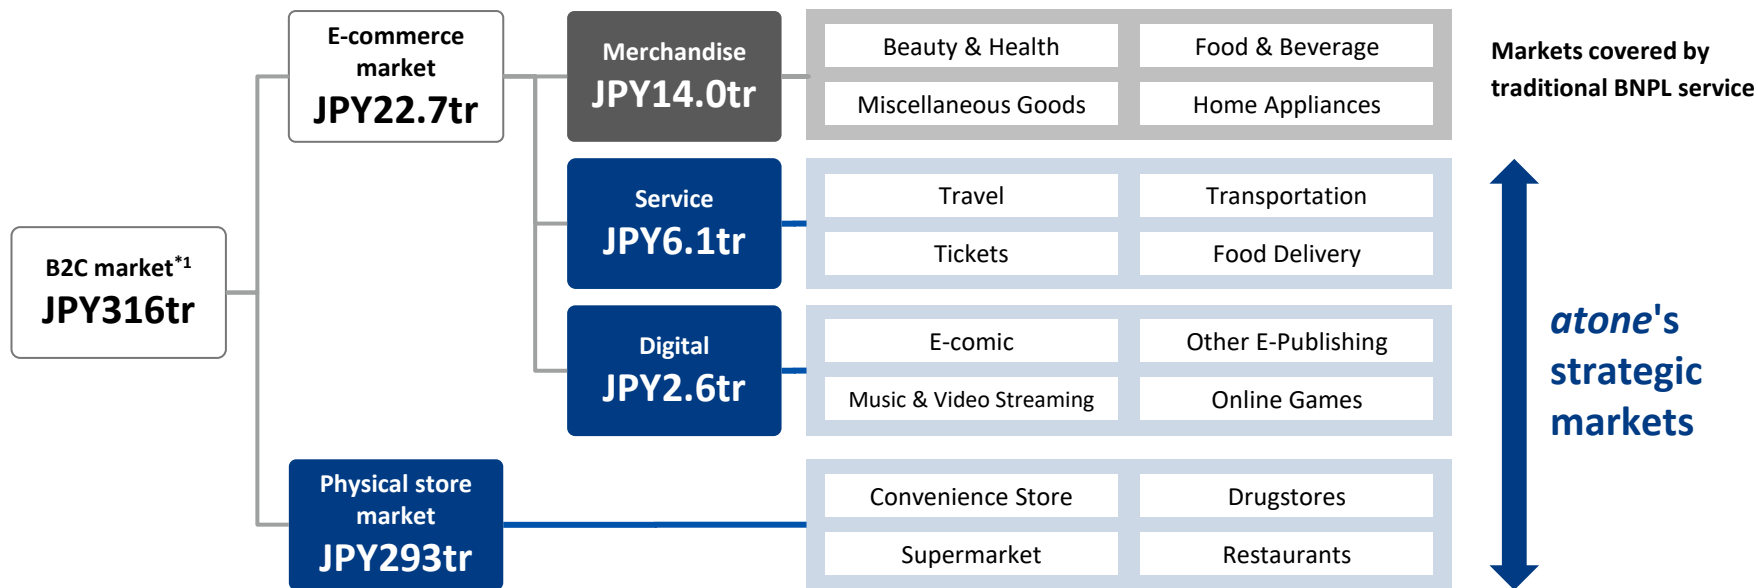 B2C market*1
JPY316tr
E-commerce
market
JPY22.7tr
Merchandise
JPY14.0tr
Beauty & Health
Food & Beverage
Miscellaneous Goods
Home Appliances
Markets covered by
traditional BNPL service
Service
JPY6.1tr
Travel
Transportation
Tickets
Food Delivery
Digital
JPY2.6tr
E-comic
Other E-Publishing
Music & Video Streaming
Online Games
Physical store
market
JPY293tr
Convenience Store
Drugstores
Supermarket
Restaurants
atone's
strategic
markets